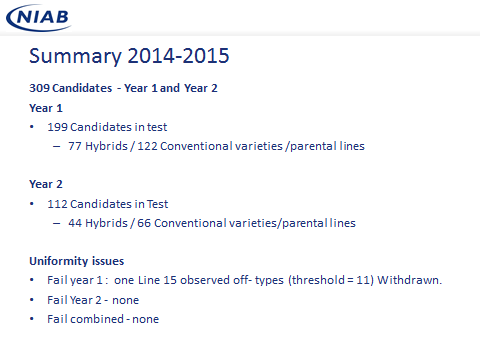 NIAB
Summary 2014-2015
309 Candidates - Year 1 and Year 2
Year 1
• 199 Candidates in test
– 77 Hybrids / 122 Conventional varieties /parental lines
Year 2
• 112 Candidates in Test
– 44 Hybrids / 66 Conventional varieties/parental lines
Uniformity issues
• Fail year 1 : one Line 15 observed off- types (threshold = 11) Withdrawn.
• Fail Year 2 - none
• Fail combined - none